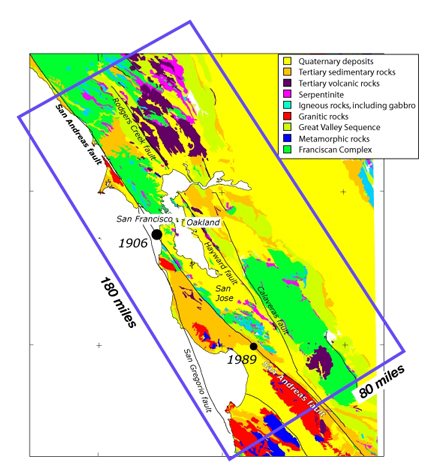 Quaternary deposits
Tertiary sedimentary rocks
Tertiary volcanic rocks
Serpentinite
Igneous rocks, including gabbro
Granitic rocks
Great Valley Sequence
Metamorphic rocks
Franciscan Complex
San Andreas fault
Rodgers Creek fault
San Francisco
Oakland
1906
Hayward fault
San
Jose
Calaveras fault
180 miles
1989
San Gregorio fault
San Andreas fault
80 miles